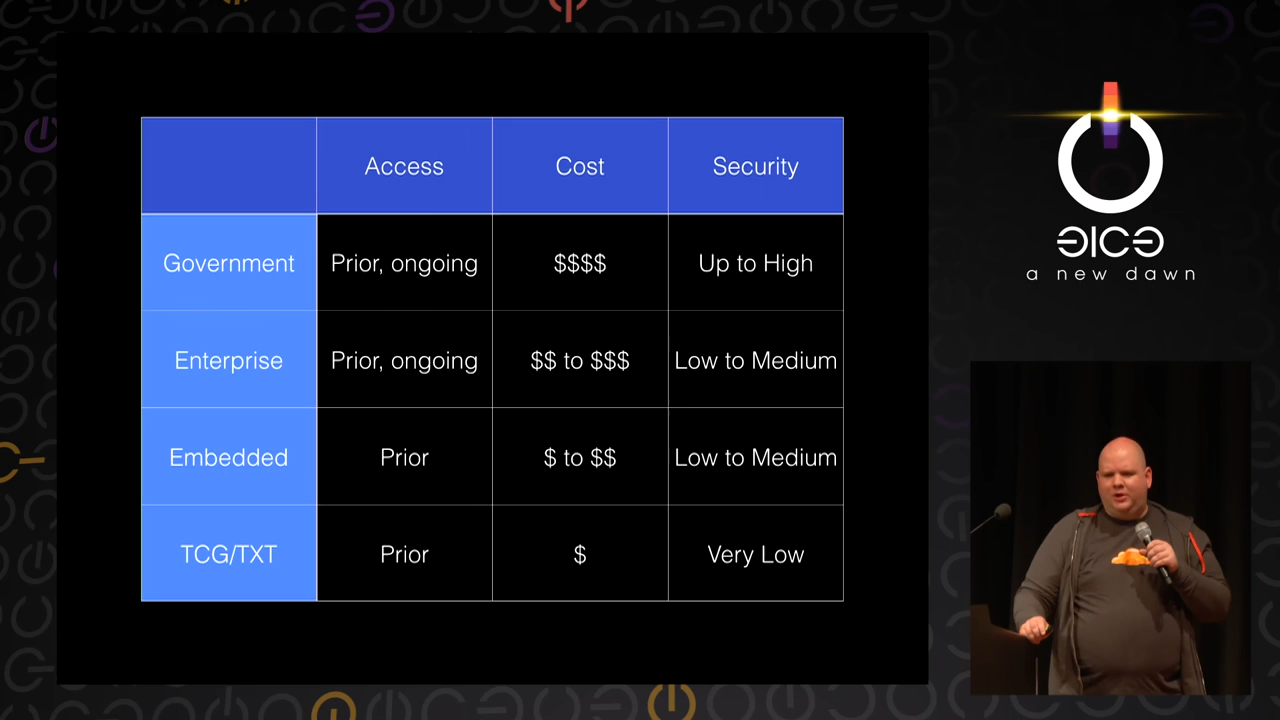 Access Cost Security
Government Prior, ongoing $$$$ Up to High
Enterprise Prior, ongoing $$ to $$$ Low to Medium
Embedded Prior $ to $$ Low to Medium
TCG/TXT Prior $ Very Low
a new dawn